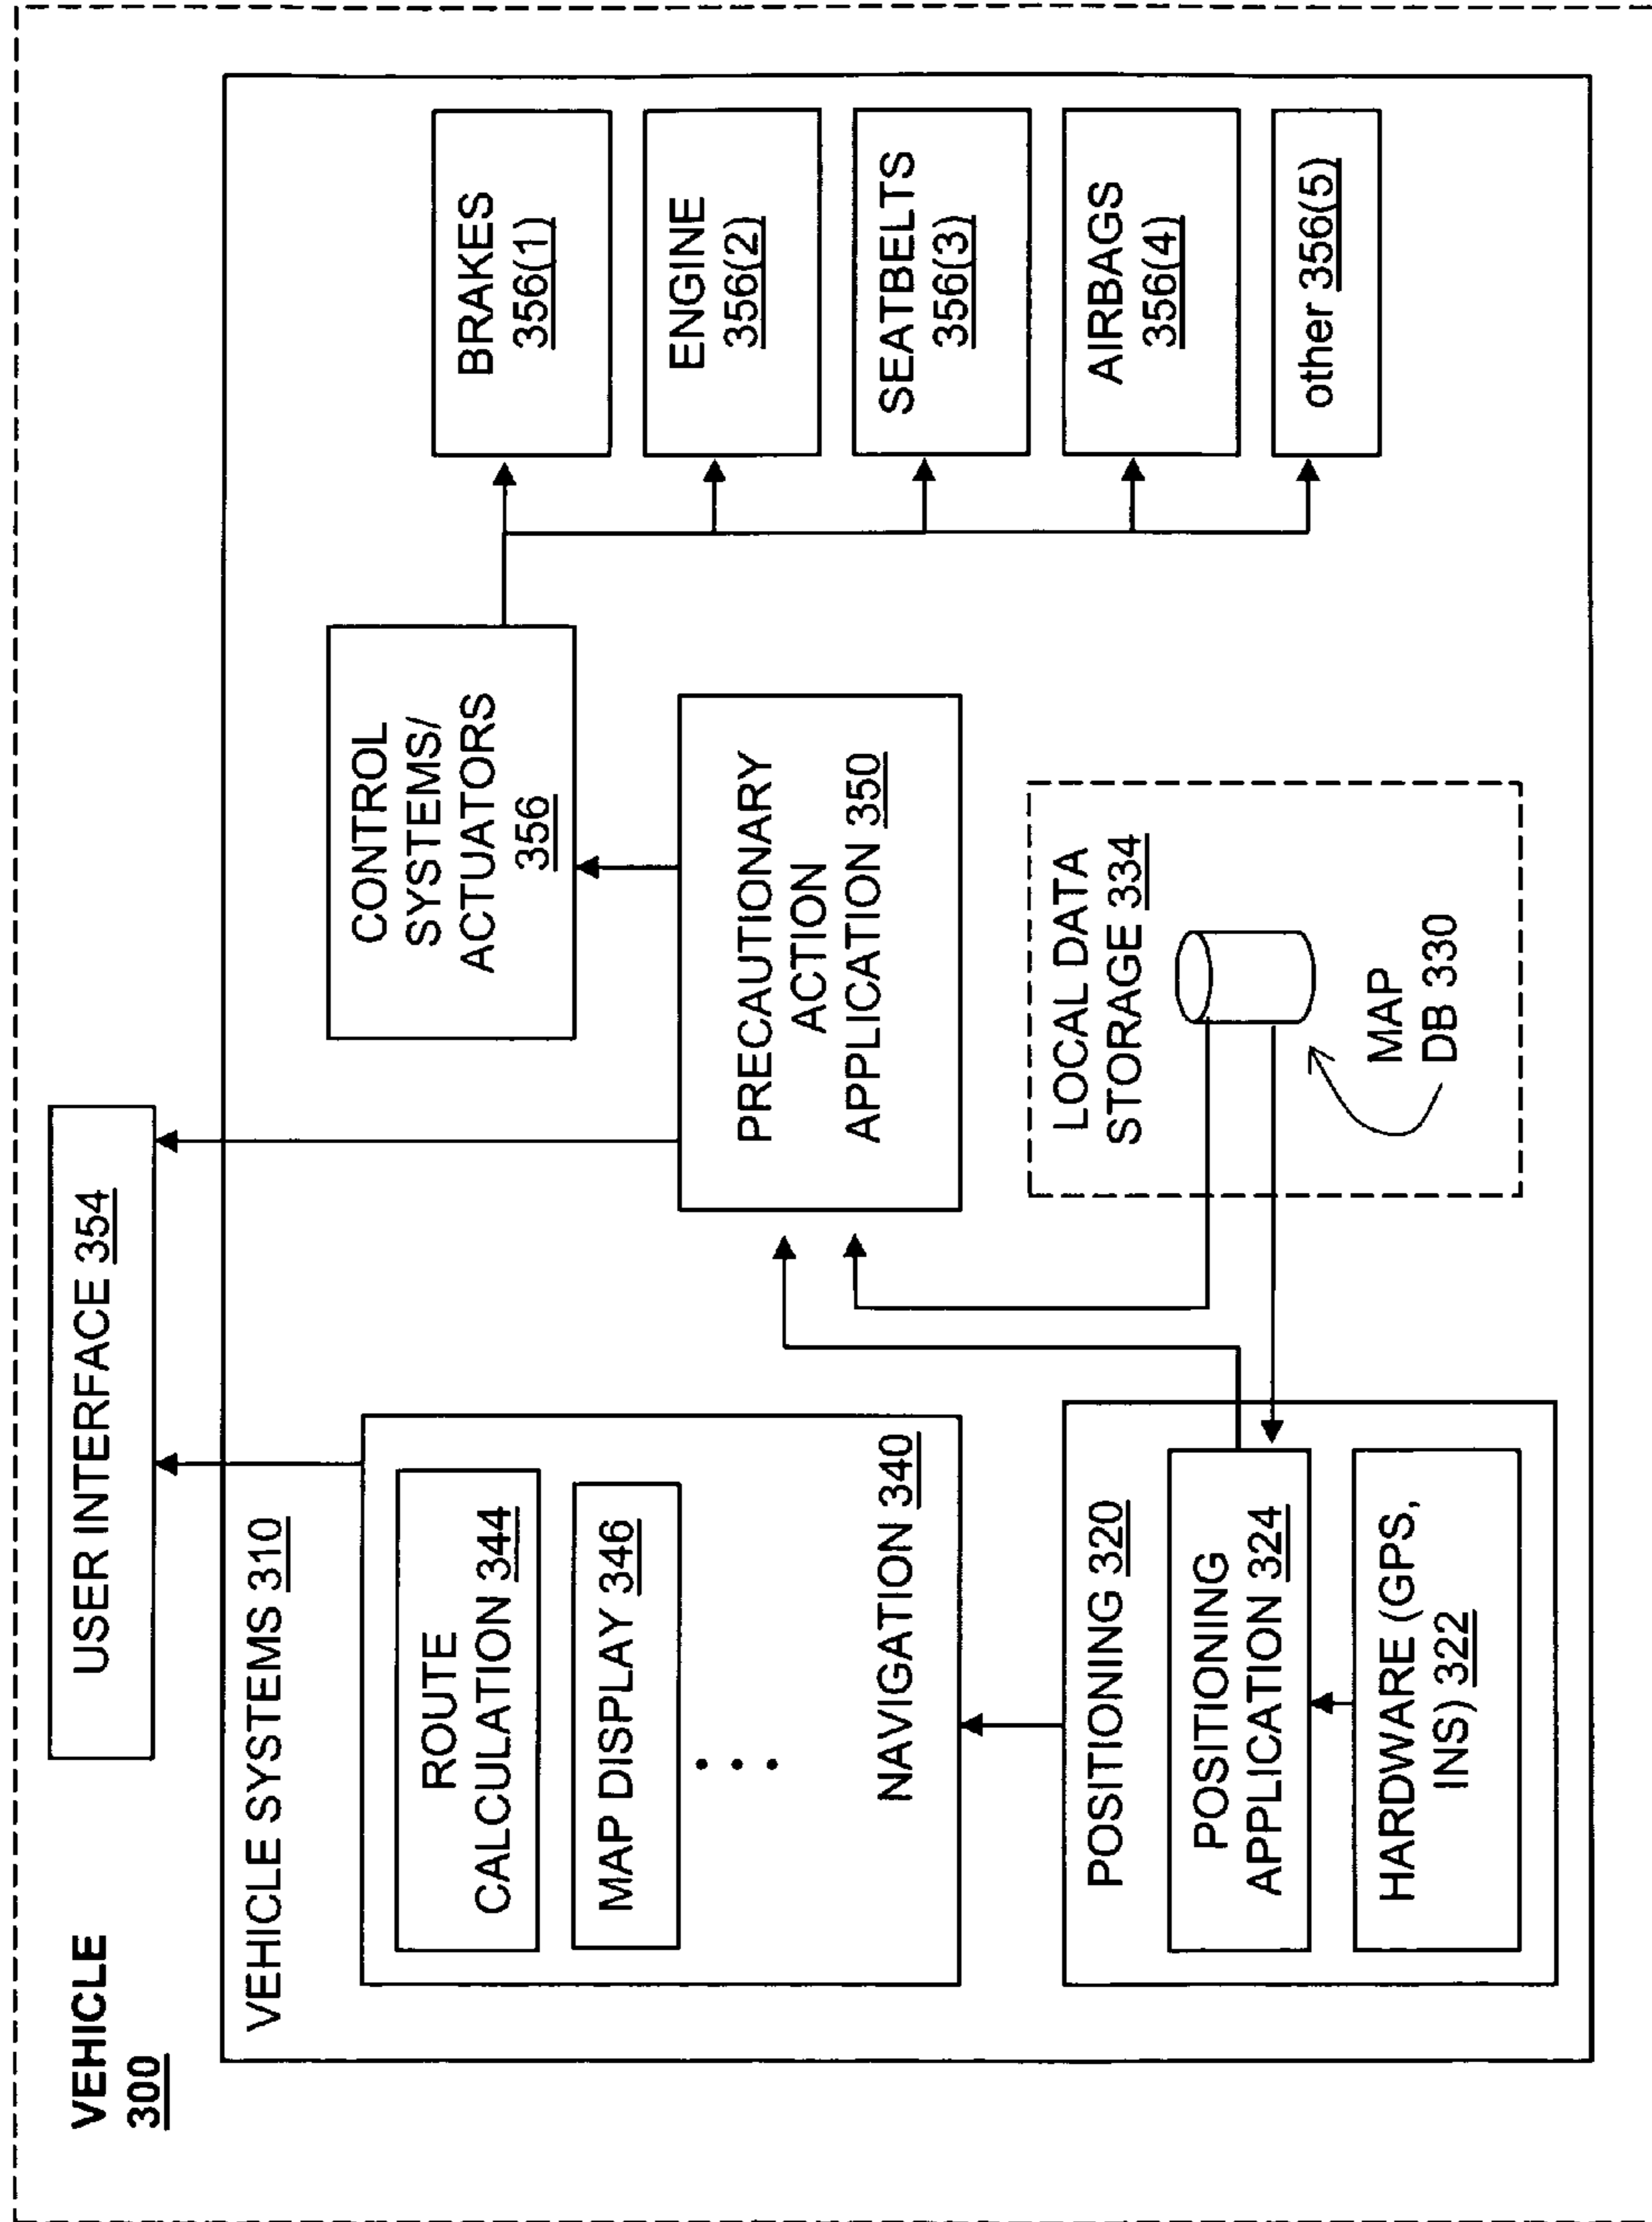 VEHICLE
300
USER INTERFACE 354
VEHICLE SYSTEMS 310
ROUTE
CALCULATION 344
MAP DISPLAY 346
NAVIGATION 340
POSITIONING 320
POSITIONING
APPLICATION 324
HARDWARE (GPS,
INS) 322
CONTROL
SYSTEMS/
ACTUATORS
356
PRECAUTIONARY
ACTION
APPLICATION 350
LOCAL DATA
STORAGE 334
MAP
DB 330
BRAKES
356(1)
ENGINE
356(2)
SEATBELTS
356(3)
AIRBAGS
356(4)
other 356(5)